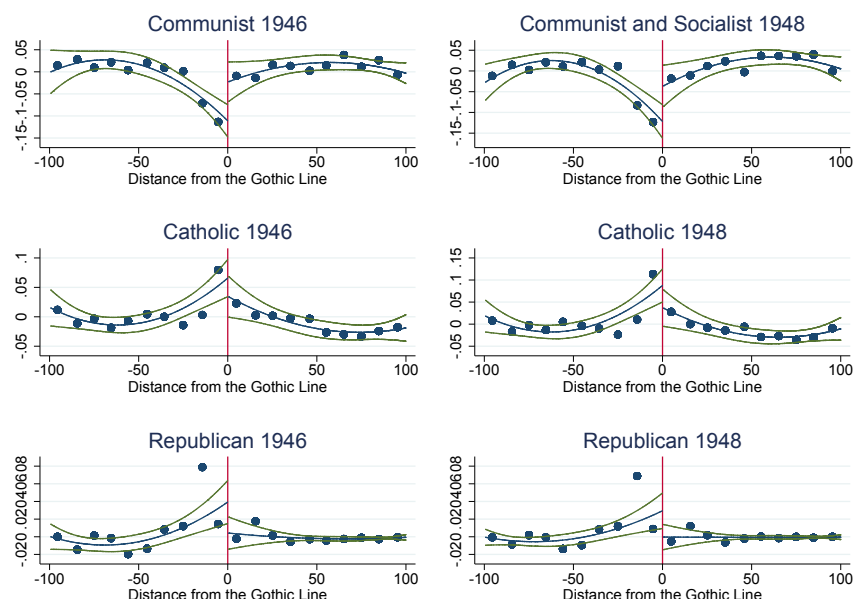 Communist 1946
.05
0
-.05
-.1
-.15
-100 -50 0 50 100
Distance from the Gothic Line
Communist and Socialist 1948
.05
0
-.05
-.1
-.15
-100 -50 0 50 100
Distance from the Gothic Line
Catholic 1946
.1
.05
0
-.05
-100 -50 0 50 100
Distance from the Gothic Line
Catholic 1948
.15
.1
.05
0
-.05
-100 -50 0 50 100
Distance from the Gothic Line
Republican 1946
-.020 .02040608
-100 -50 0 50 100
Distance from the Gothic Line
Republican 1948
-.020 .02040608
-100 -50 0 50 100
Distance from the Gothic Line